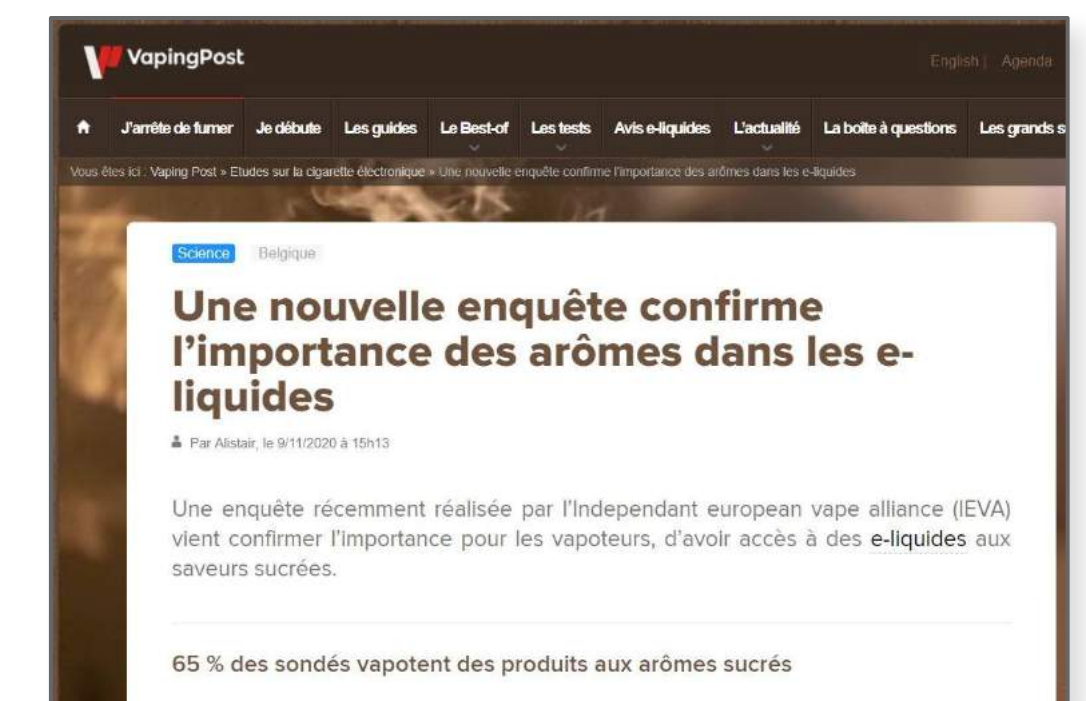 VapingPost
English | Agenda
J'arrête de fumer Je débute Les guides Le Best-of Les tests Avis e-liquides L'actualité La boîte à questions Les grands s
Vous êtes ici : Vaping Post » Etudes sur la cigarette électronique » Une nouvelle enquête confirme l'importance des arômes dans les e-liquides
Science Belgique
Une nouvelle enquête confirme
l'importance des arômes dans les e-
liquides
Par Alistair, le 9/11/2020 à 15h13
Une enquête récemment réalisée par l'Independant european vape alliance (IEVA)
vient confirmer l'importance pour les vapoteurs, d'avoir accès à des e-liquides aux
saveurs sucrées.
65 % des sondés vapotent des produits aux arômes sucrés